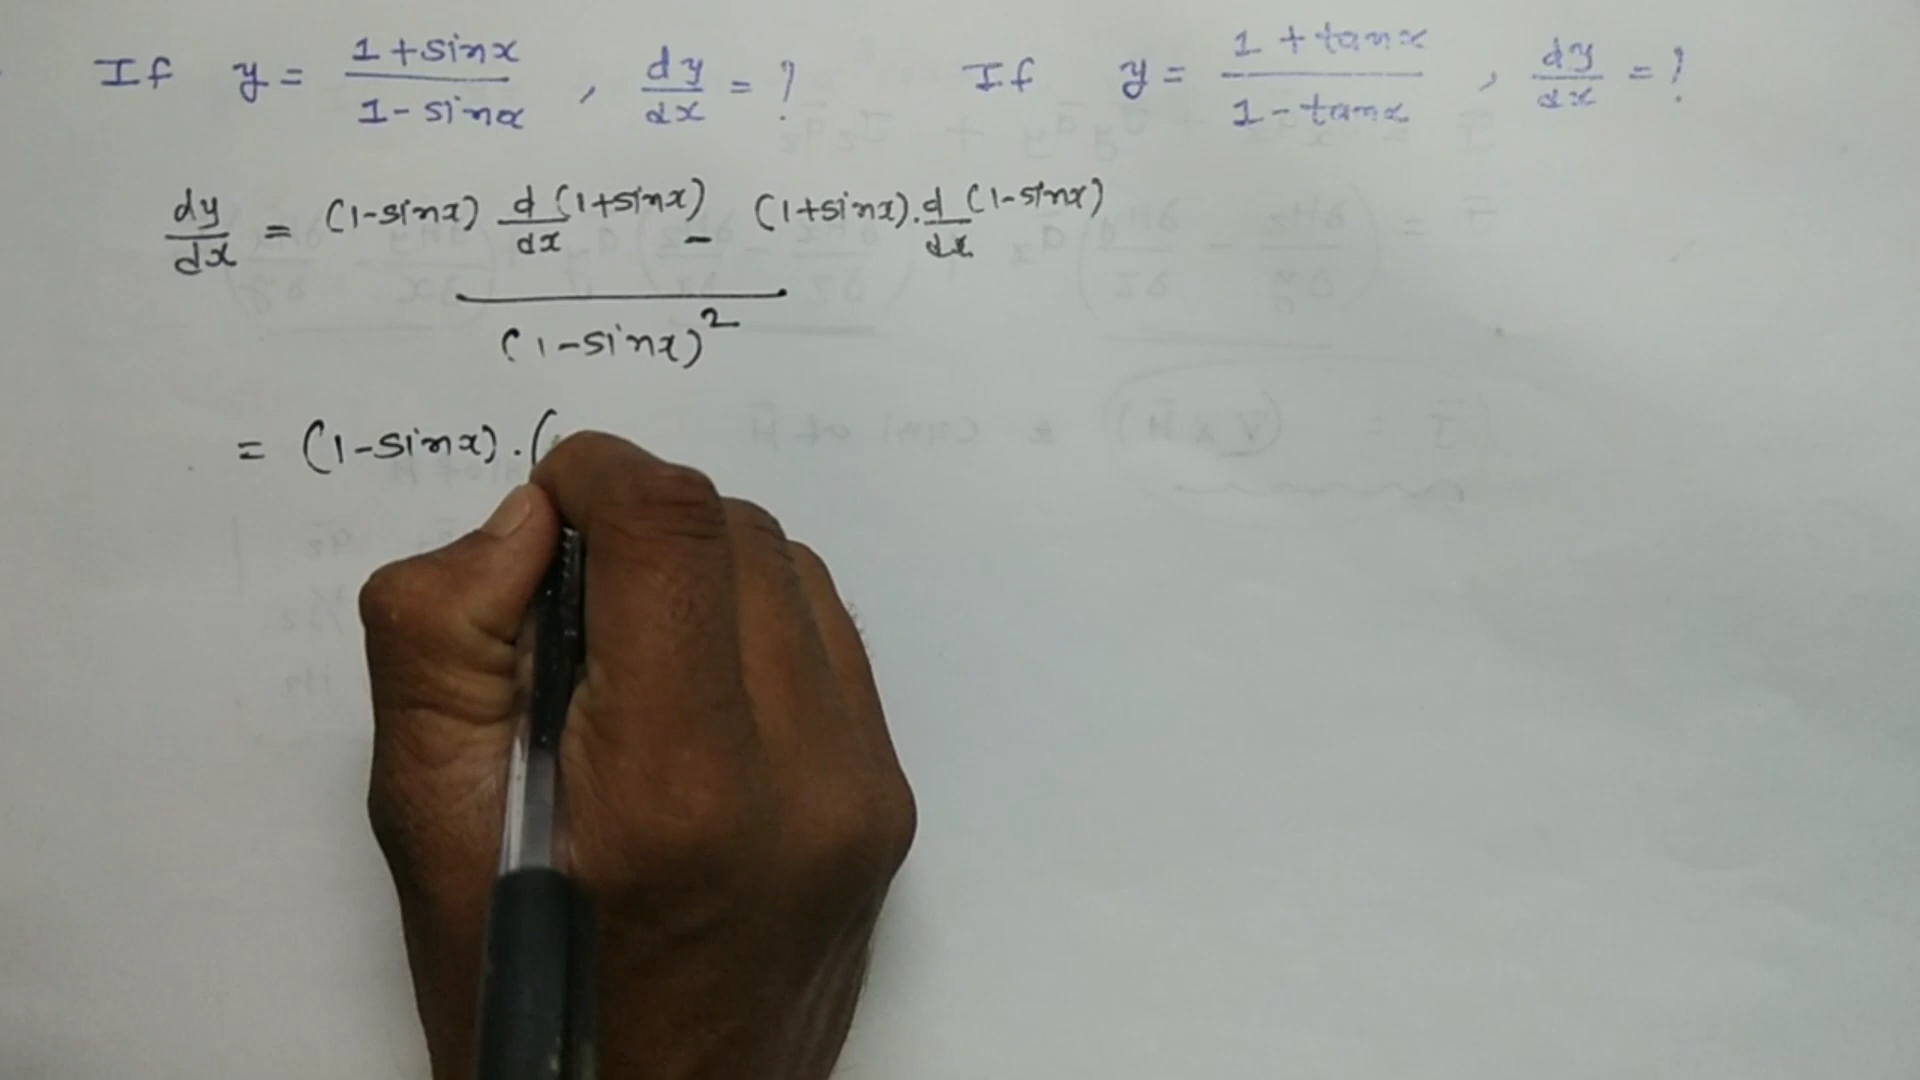 If y = (1+sinx)/(1-sinx), dy/dx = ?
If y = (1+tanx)/(1-tanx), dy/dx = ?
dy/dx = ((1-sinx) d/dx (1+sinx) - (1+sinx).d/dx (1-sinx))/(1-sinx)²
= (1-sinx).(